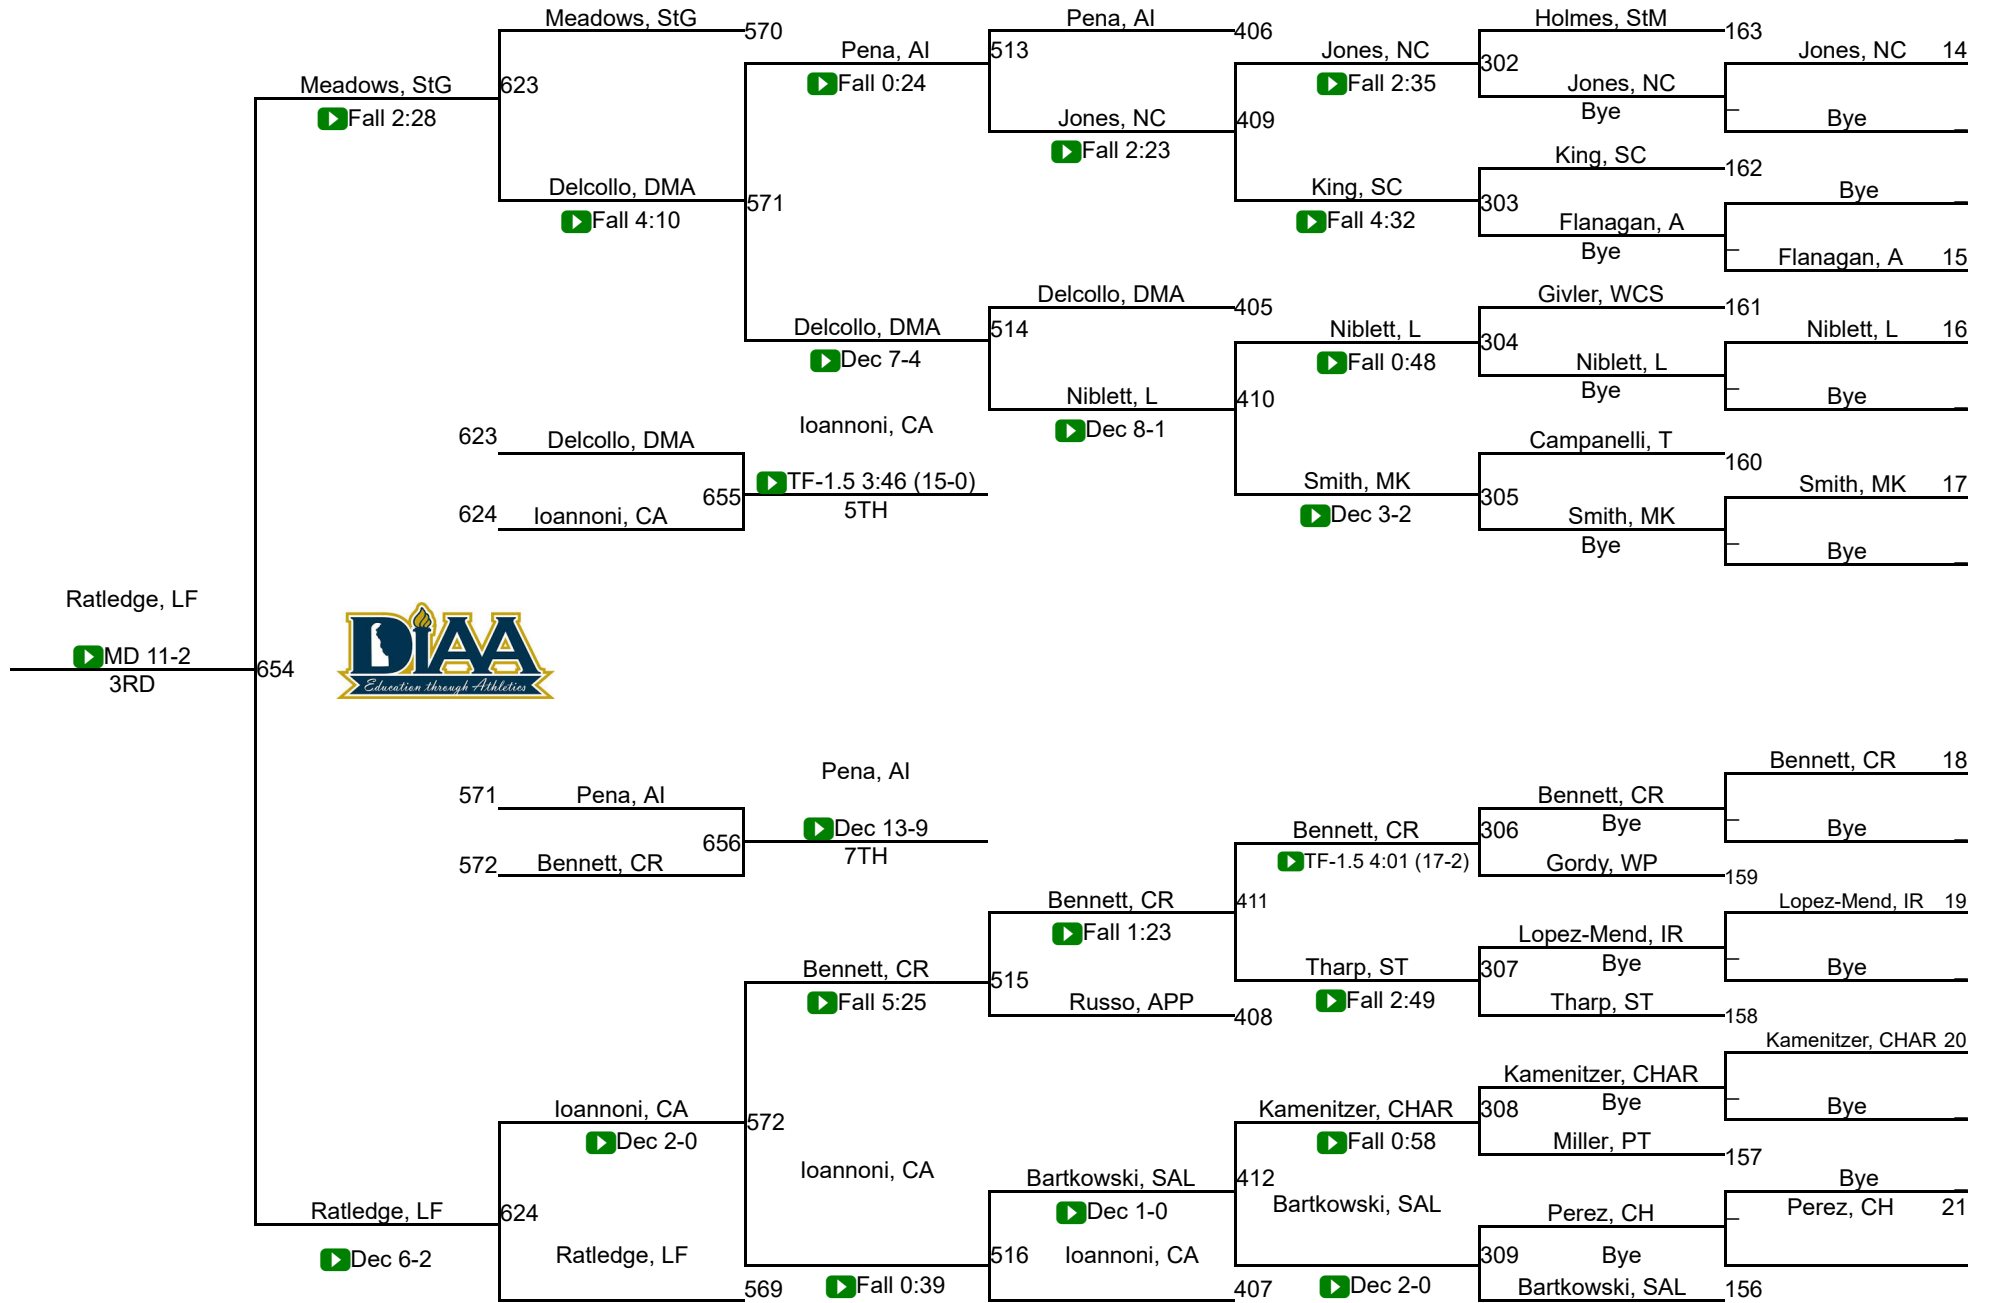 Meadows, StG
570
Pena, AI
406
Holmes, StM
163
Pena, AI
513
Jones, NC
302
Jones, NC 14
Meadows, StG
623
Fall 0:24
Fall 2:35
Jones, NC
Bye
Fall 2:28
Jones, NC
409
Bye
Fall 2:23
King, SC
162
Delcollo, DMA
571
King, SC
303
Bye
Fall 4:10
Fall 4:32
Flanagan, A
Bye
Flanagan, A 15
Delcollo, DMA
405
Givler, WCS
161
Delcollo, DMA
514
Niblett, L
304
Niblett, L 16
Dec 7-4
Fall 0:48
Niblett, L
Bye
Niblett, L
410
Bye
Ioannoni, CA
Dec 8-1
623
Delcollo, DMA
Campanelli, T
160
TF-1.5 3:46 (15-0)
655
5TH
Smith, MK
305
Smith, MK 17
624
Ioannoni, CA
Dec 3-2
Smith, MK
Bye
Bye
Ratledge, LF
MD 11-2
654
3RD
DIAA
Education through Athletics
Pena, AI
Bennett, CR 18
571
Pena, AI
Bennett, CR
Dec 13-9
656
7TH
Bennett, CR
306
Bye
Bye
572
Bennett, CR
TF-1.5 4:01 (17-2)
Gordy, WP
159
Bennett, CR
411
Lopez-Mend, IR 19
Fall 1:23
Lopez-Mend, IR
Bennett, CR
515
Tharp, ST
307
Bye
Bye
Fall 5:25
Russo, APP
408
Fall 2:49
Tharp, ST
158
Kamenitzer, CHAR 20
Kamenitzer, CHAR
Ioannoni, CA
572
Kamenitzer, CHAR
308
Bye
Bye
Dec 2-0
Fall 0:58
Miller, PT
157
Ioannoni, CA
Bartkowski, SAL
412
Bye
Ratledge, LF
624
Dec 1-0
Bartkowski, SAL
Perez, CH
Perez, CH 21
Dec 6-2
Ratledge, LF
516
Ioannoni, CA
309
Bye
569
Fall 0:39
407
Dec 2-0
Bartkowski, SAL
156